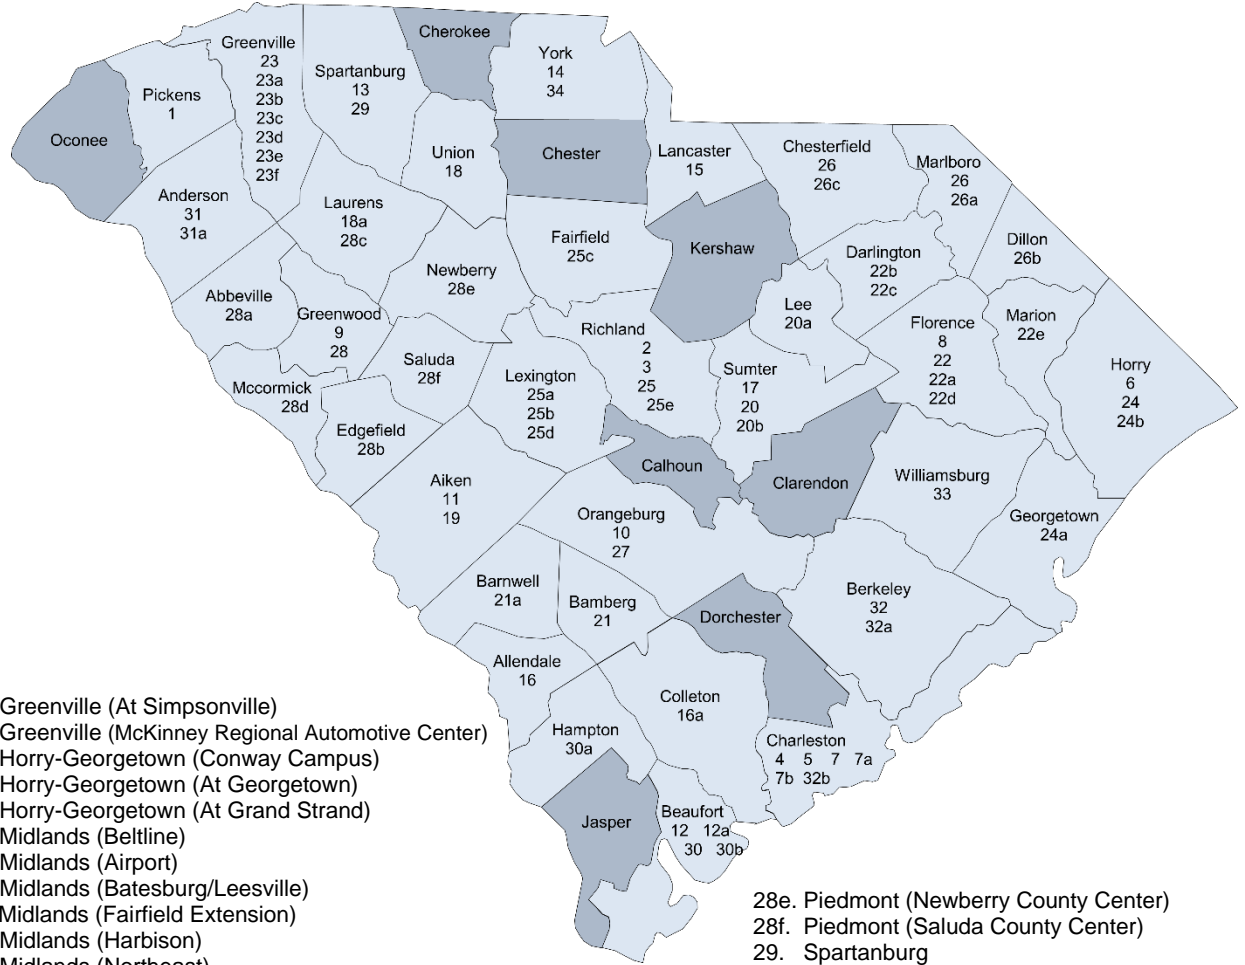 Cherokee
Greenville
23
23a
23b
23c
23d
23e
23f
York
14
34
Spartanburg
13
29
Pickens
1
Oconee
Union
18
Chester
Lancaster
15
Chesterfield
26
26c
Marlboro
26
26a
Anderson
31
31a
Laurens
18a
28c
Fairfield
25c
Kershaw
Darlington
22b
22c
Dillon
26b
Newberry
28e
Abbeville
28a
Greenwood
9
28
Lee
20a
Florence
8
22
22a
22d
Marion
22e
Richland
2
3
25
25e
Saluda
28f
Lexington
25a
25b
25d
Sumter
17
20
20b
Horry
6
24
24b
Mccormick
28d
Edgefield
28b
Calhoun
Clarendon
Williamsburg
33
Aiken
11
19
Orangeburg
10
27
Georgetown
24a
Barnwell
21a
Bamberg
21
Berkeley
32
32a
Dorchester
Allendale
16
Colleton
16a
Hampton
30a
Charleston
4 5 7 7a
7b 32b
Jasper
Beaufort
12 12a
30 30b
Greenville (At Simpsonville)
Greenville (McKinney Regional Automotive Center)
Horry-Georgetown (Conway Campus)
Horry-Georgetown (At Georgetown)
Horry-Georgetown (At Grand Strand)
Midlands (Beltline)
Midlands (Airport)
Midlands (Batesburg/Leesville)
Midlands (Fairfield Extension)
Midlands (Harbison)
Midlands (Northeast)
28e. Piedmont (Newberry County Center)
28f. Piedmont (Saluda County Center)
29. Spartanburg